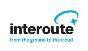 interoute
from the ground to the cloud